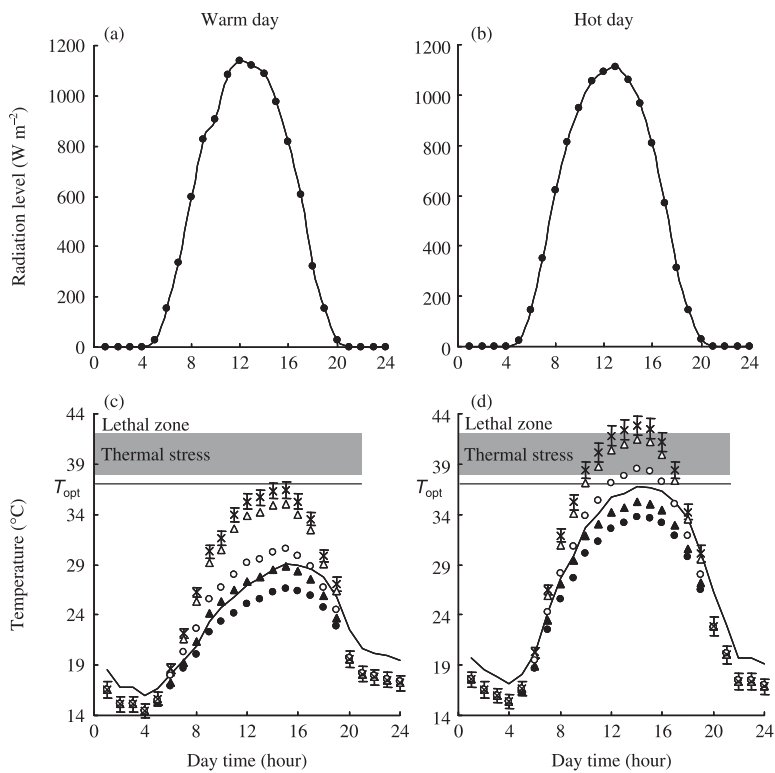 Warm day
Hot day
(a)
(b)
1200
1000
800
600
400
200
0
Radiation level (W m⁻²)
0 4 8 12 16 20 24
1200
1000
800
600
400
200
0
0 4 8 12 16 20 24
(c)
(d)
44
39
34
29
24
19
14
Topt
Temperature (°C)
Lethal zone
Thermal stress
0 4 8 12 16 20 24
Day time (hour)
44
39
34
29
24
19
14
Topt
Lethal zone
Thermal stress
0 4 8 12 16 20 24
Day time (hour)